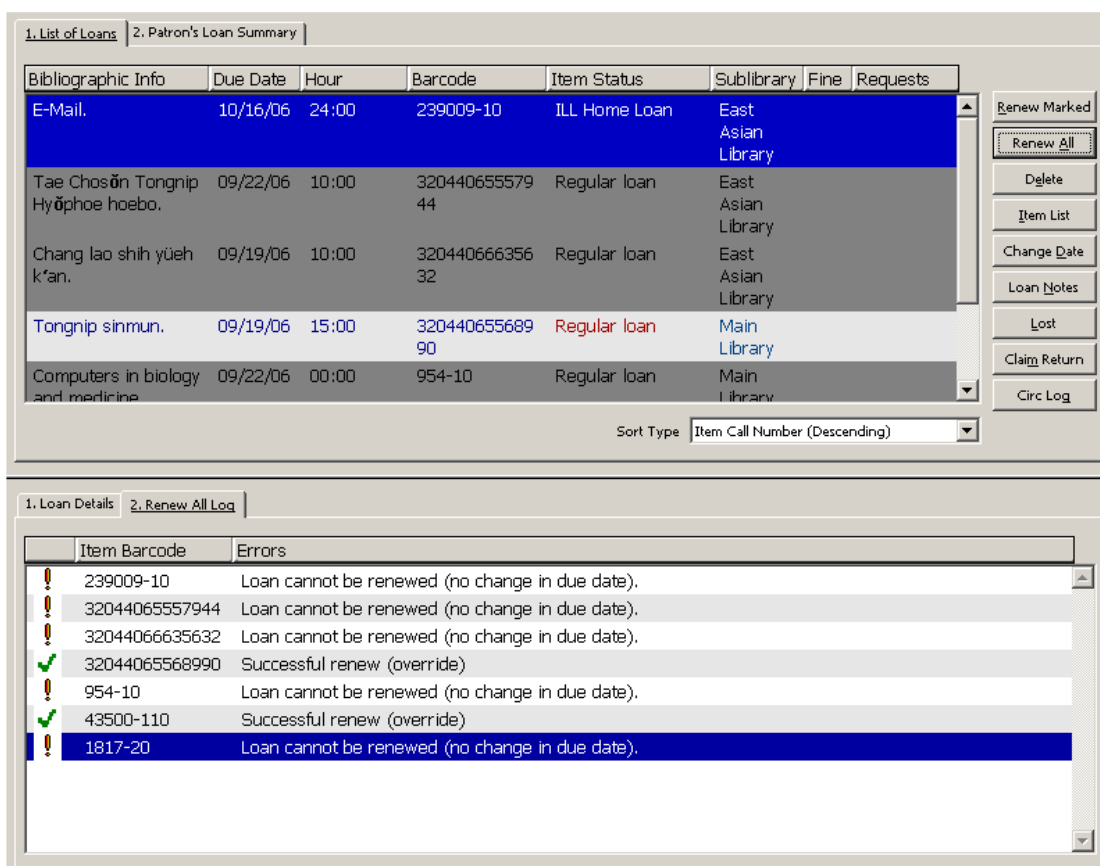 1. List of Loans 2. Patron's Loan Summary
Bibliographic Info Due Date Hour Barcode Item Status Sublibrary Fine Requests
E-Mail. 10/16/06 24:00 239009-10 ILL Home Loan East
Asian
Library
Tae Chosŏn Tongnip 09/22/06 10:00 320440655579 Regular loan East
Hyŏphoe hoebo. 44 Asian
Library
Chang lao shih yüeh 09/19/06 10:00 320440666356 Regular loan East
kʻan. 32 Asian
Library
Tongnip sinmun. 09/19/06 15:00 320440655689 Regular loan Main
90 Library
Computers in biology 09/22/06 00:00 954-10 Regular loan Main
and medicine Library
Renew Marked
Renew All
Delete
Item List
Change Date
Loan Notes
Lost
Claim Return
Circ Log
Sort Type Item Call Number (Descending)
1. Loan Details 2. Renew All Log
Item Barcode Errors
239009-10 Loan cannot be renewed (no change in due date).
32044065557944 Loan cannot be renewed (no change in due date).
32044066635632 Loan cannot be renewed (no change in due date).
32044065568990 Successful renew (override)
954-10 Loan cannot be renewed (no change in due date).
43500-110 Successful renew (override)
1817-20 Loan cannot be renewed (no change in due date).